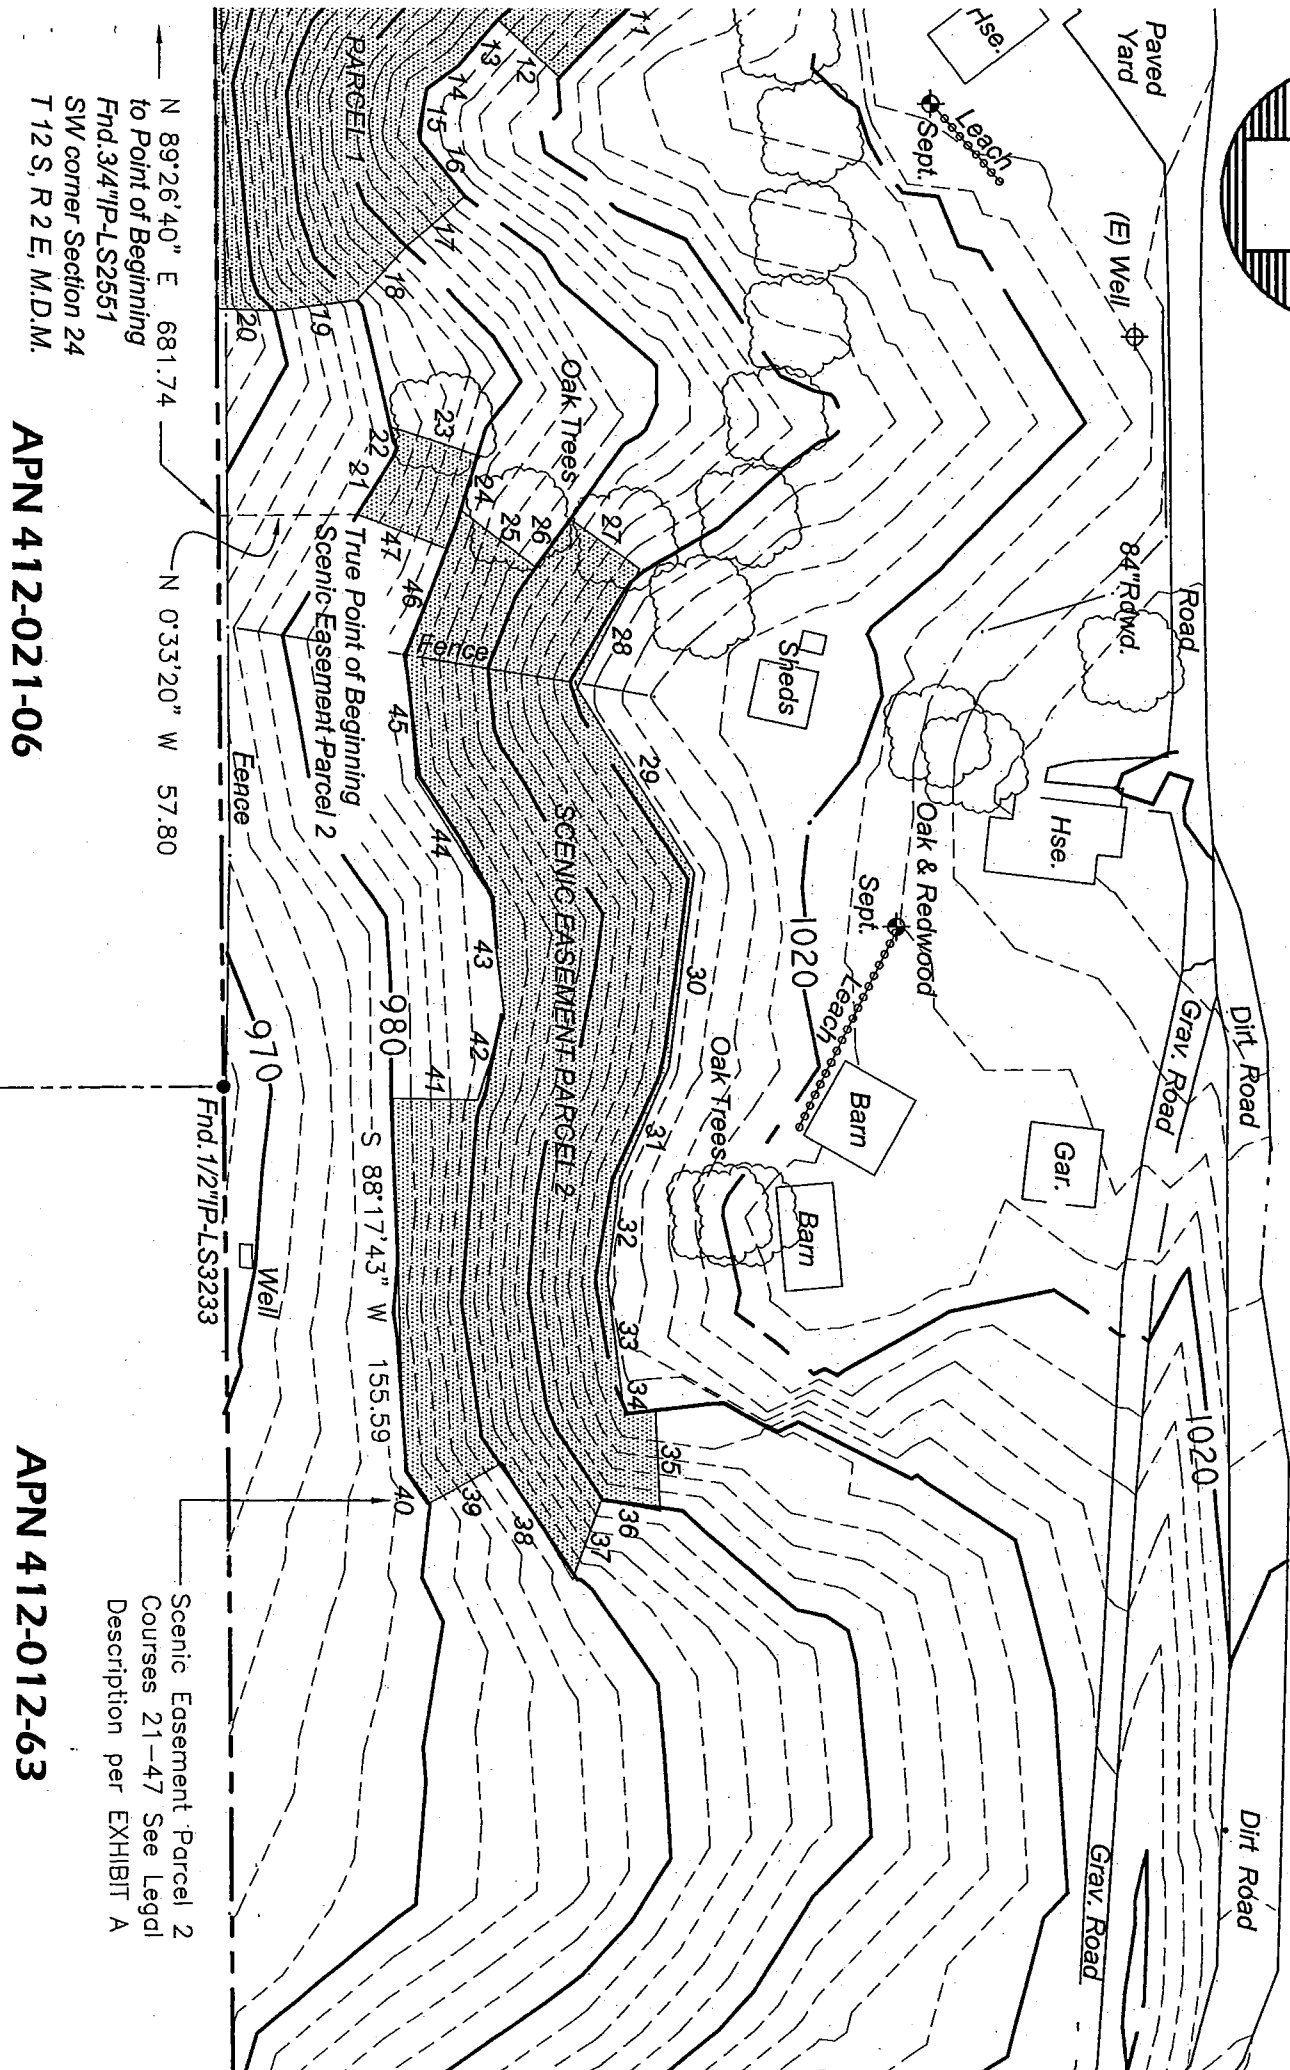 Hse.
Paved
Yard
Leach
Sept.
(E) Well
11
12
13
14
15
16
17
18
19
20
PARCEL 1
Oak Trees
21
22
23
24
25
26
27
28
29
30
31
32
33
34
35
36
37
38
39
40
41
42
43
44
45
46
47
84"Rdwd.
Road
Sheds
Fence
True Point of Beginning
Scenic Easement Parcel 2
Fence
SCENIC EASEMENT PARCEL 2
Hse.
Oak & Redwood
Sept.
Leach
1020
Oak Trees
Barn
Barn
Gar.
Grav. Road
Dirt Road
1020
980
970
Well
Fnd.1/2"IP-LS3233
S 88°17'43" W 155.59
Dirt Road
Grav. Road
N 89°26'40" E 681.74
to Point of Beginning
Fnd.3/4"IP-LS2551
SW corner Section 24
T 12 S, R 2 E, M.D.M.
N 0°33'20" W 57.80
Scenic Easement Parcel 2
Courses 21-47 See Legal
Description per EXHIBIT A
APN 412-021-06
APN 412-012-63